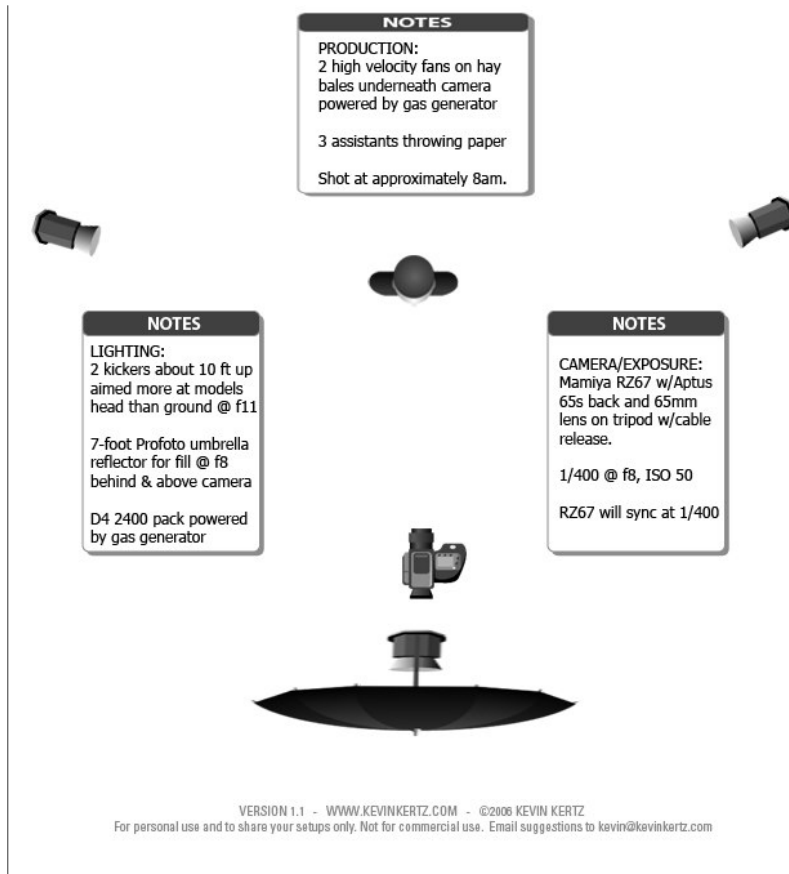 NOTES
PRODUCTION:
2 high velocity fans on hay
bales underneath camera
powered by gas generator
3 assistants throwing paper
Shot at approximately 8am.
NOTES
LIGHTING:
2 kickers about 10 ft up
aimed more at models
head than ground @ f11
7-foot Profoto umbrella
reflector for fill @ f8
behind & above camera
D4 2400 pack powered
by gas generator
NOTES
CAMERA/EXPOSURE:
Mamiya RZ67 w/Aptus
65s back and 65mm
lens on tripod w/cable
release.
1/400 @ f8, ISO 50
RZ67 will sync at 1/400
VERSION 1.1 - WWW.KEVINKERTZ.COM - ©2006 KEVIN KERTZ
For personal use and to share your setups only. Not for commercial use. Email suggestions to kevin@kevinkertz.com